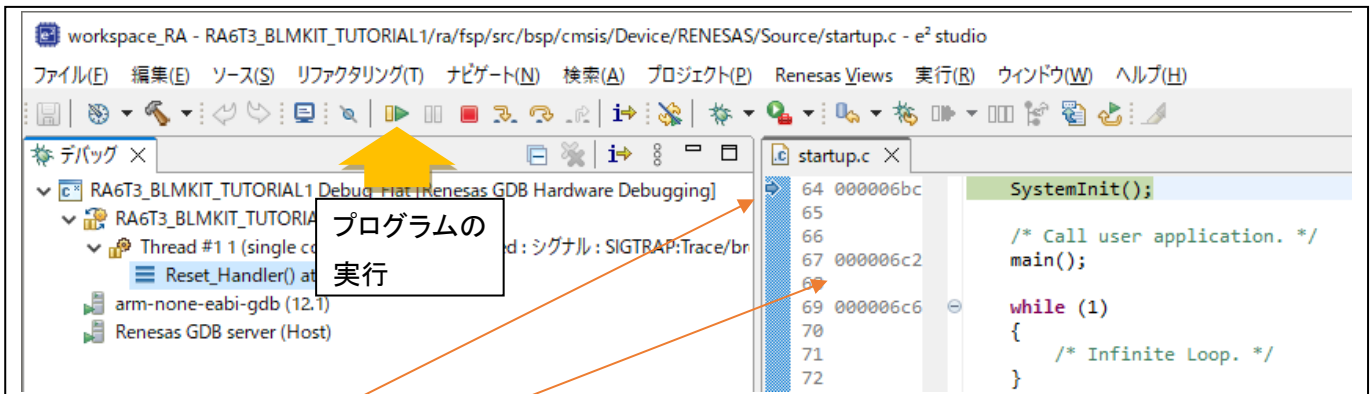 workspace_RA - RA6T3_BLMKIT_TUTORIAL1/ra/fsp/src/bsp/cmsis/Device/RENESAS/Source/startup.c - e² studio
ファイル(F) 編集(E) ソース(S) リファクタリング(T) ナビゲート(N) 検索(A) プロジェクト(P) Renesas Views 実行(R) ウィンドウ(W) ヘルプ(H)
デバッグ
RA6T3_BLMKIT_TUTORIAL1 Debug_Flat [Renesas GDB Hardware Debugging]
RA6T3_BLMKIT_TUTORIA
Thread #1 1 (single co ed : シグナル : SIGTRAP:Trace/br
Reset_Handler() at
arm-none-eabi-gdb (12.1)
Renesas GDB server (Host)
プログラムの
実行
startup.c
64 000006bc SystemInit();
65
66 /* Call user application. */
67 000006c2 main();
68
69 000006c6 while (1)
70 {
71 /* Infinite Loop. */
72 }